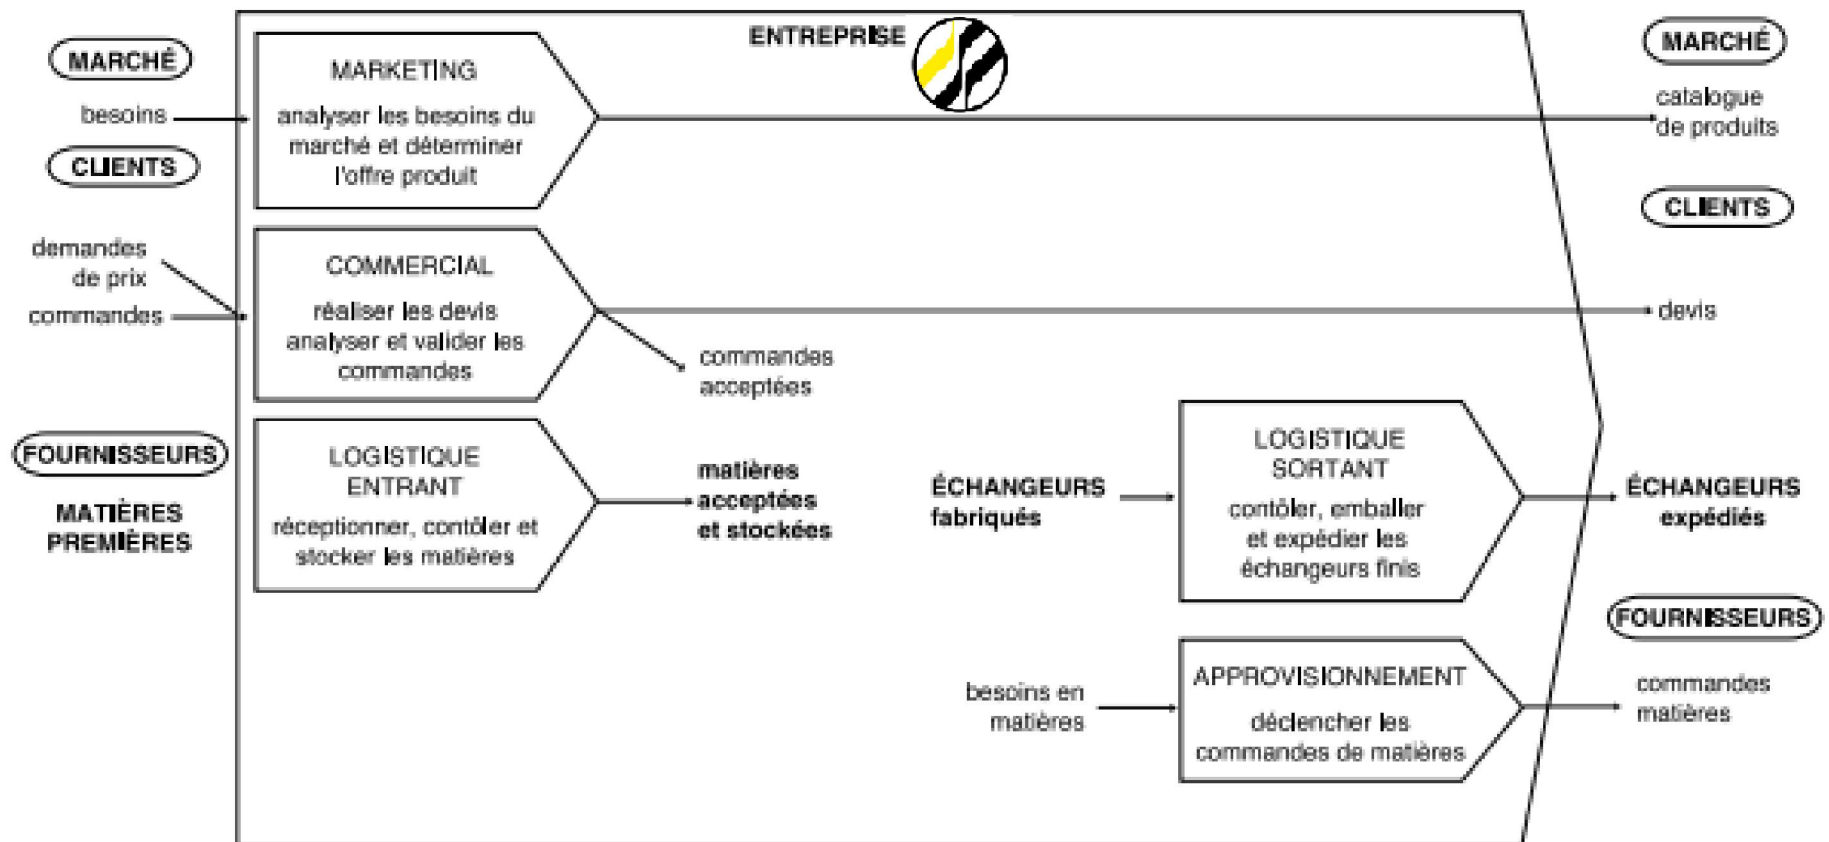 ENTREPRISE
MARCHÉ
besoins
CLIENTS
demandes
de prix
commandes
FOURNISSEURS
MATIÈRES
PREMIÈRES
MARKETING
analyser les besoins du
marché et déterminer
l'offre produit
COMMERCIAL
réaliser les devis
analyser et valider les
commandes
commandes
acceptées
LOGISTIQUE
ENTRANT
réceptionner, contôler et
stocker les matières
matières
acceptées
et stockées
ÉCHANGEURS
fabriqués
LOGISTIQUE
SORTANT
contôler, emballer
et expédier les
échangeurs finis
besoins en
matières
APPROVISIONNEMENT
déclencher les
commandes de matières
MARCHÉ
catalogue
de produits
CLIENTS
devis
ÉCHANGEURS
expédiés
FOURNISSEURS
commandes
matières